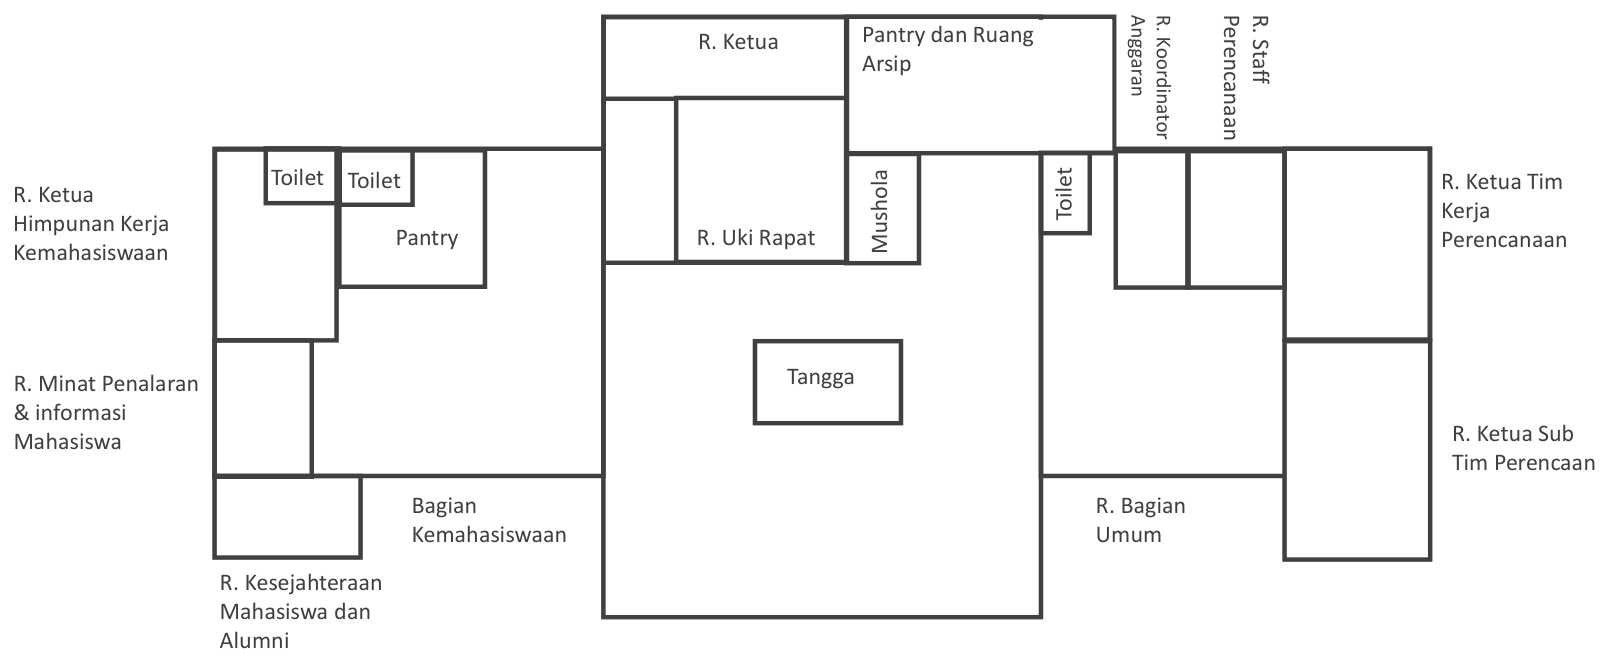 R. Ketua
Pantry dan Ruang
Arsip
R. Koordinator
Anggaran
R. Staff
Perencanaan
Toilet
Toilet
Pantry
R. Ketua
Himpunan Kerja
Kemahasiswaan
R. Uki Rapat
Mushola
Toilet
R. Ketua Tim
Kerja
Perencanaan
Tangga
R. Minat Penalaran
& informasi
Mahasiswa
R. Ketua Sub
Tim Perencaan
Bagian
Kemahasiswaan
R. Bagian
Umum
R. Kesejahteraan
Mahasiswa dan
Alumni